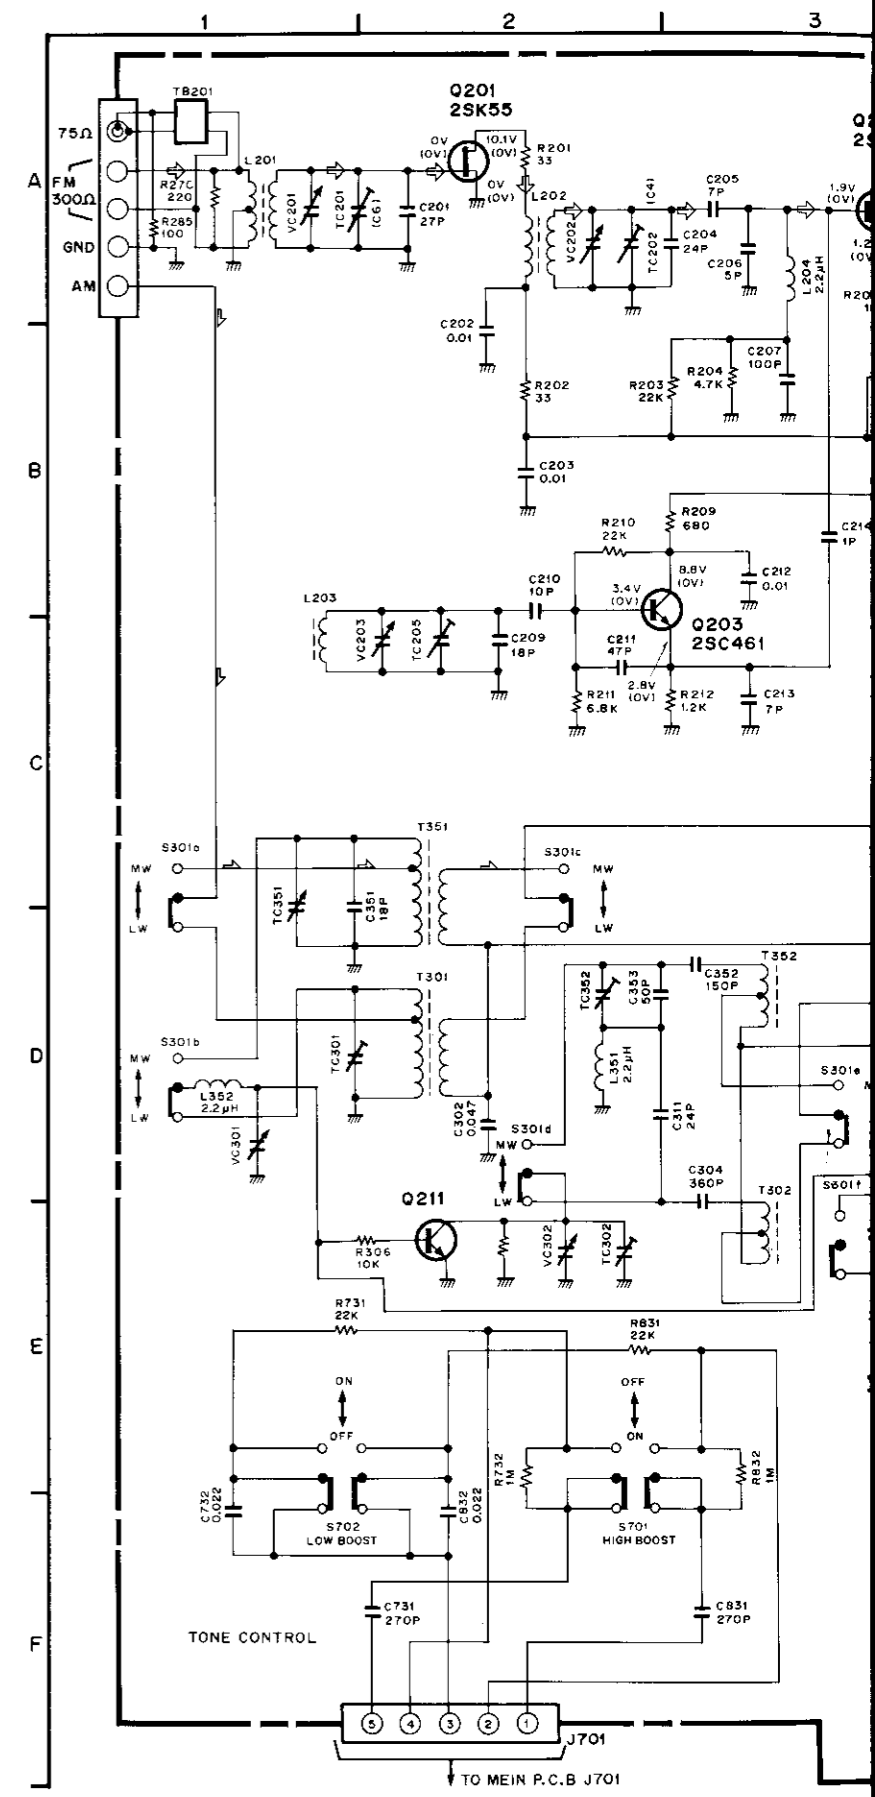 1 2 3
A
B
C
D
E
F
TB201
75Ω
FM
300Ω
GND
AM
R27C
220
R285
100
L201
VC201
TC201
(C6)
C201
27P
Q201
2SK55
0V
(0V)
10.1V
(0V)
0V
(0V)
R201
33
L202
VC202
TC202
(C4)
C204
24P
C205
7P
C206
5P
L204
2.2μH
1.9V
(0V)
C202
0.01
R202
33
R203
22K
R204
4.7K
C207
100P
C203
0.01
R209
680
R210
22K
C214
1P
C210
10P
3.4V
(0V)
8.8V
(0V)
C212
0.01
L203
VC203
TC205
C209
18P
C211
47P
Q203
2SC461
2.8V
(0V)
R211
6.8K
R212
1.2K
C213
7P
T351
S301a
MW
LW
TC351
C351
18P
S301c
MW
LW
T301
TC301
S301b
MW
LW
L352
2.2μH
VC301
C302
0.047
TC352
C353
50P
C352
150P
T352
L351
2.2μH
C311
24P
S301d
MW
LW
S301e
C304
360P
T302
S601f
Q211
R306
10K
VC302
TC302
R731
22K
R831
22K
ON
OFF
OFF
ON
R732
1M
R832
1M
C732
0.022
C832
0.022
S702
LOW BOOST
S701
HIGH BOOST
C731
270P
C831
270P
TONE CONTROL
5 4 3 2 1
J701
TO MEIN P.C.B J701